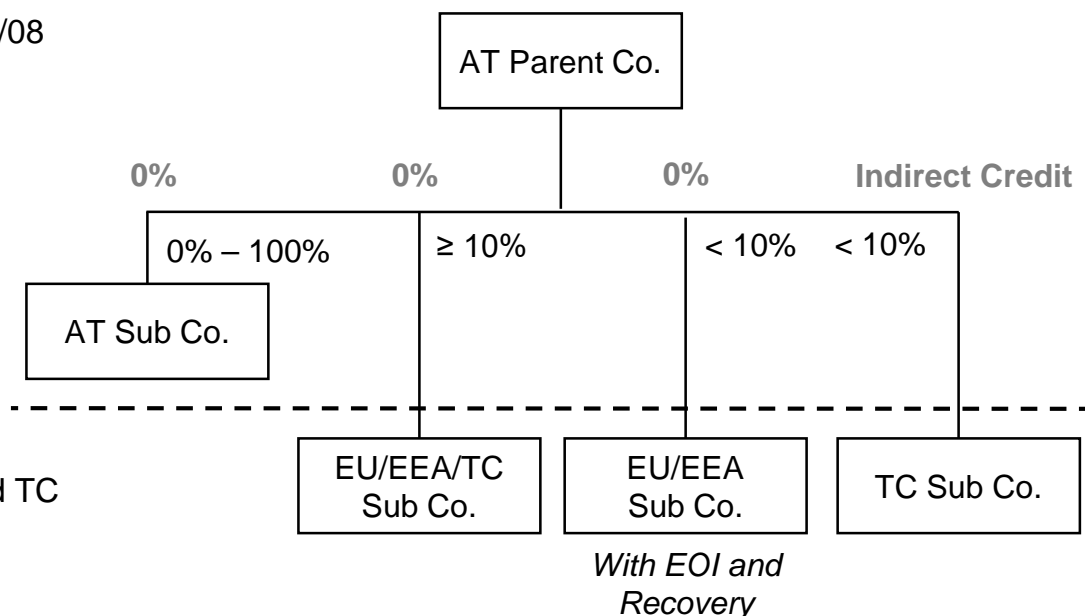 /08
AT Parent Co.
0% 0% 0% Indirect Credit
0% – 100% ≥ 10% < 10% < 10%
AT Sub Co.
EU/EEA/TC
Sub Co.
EU/EEA
Sub Co.
TC Sub Co.
d TC
With EOI and
Recovery